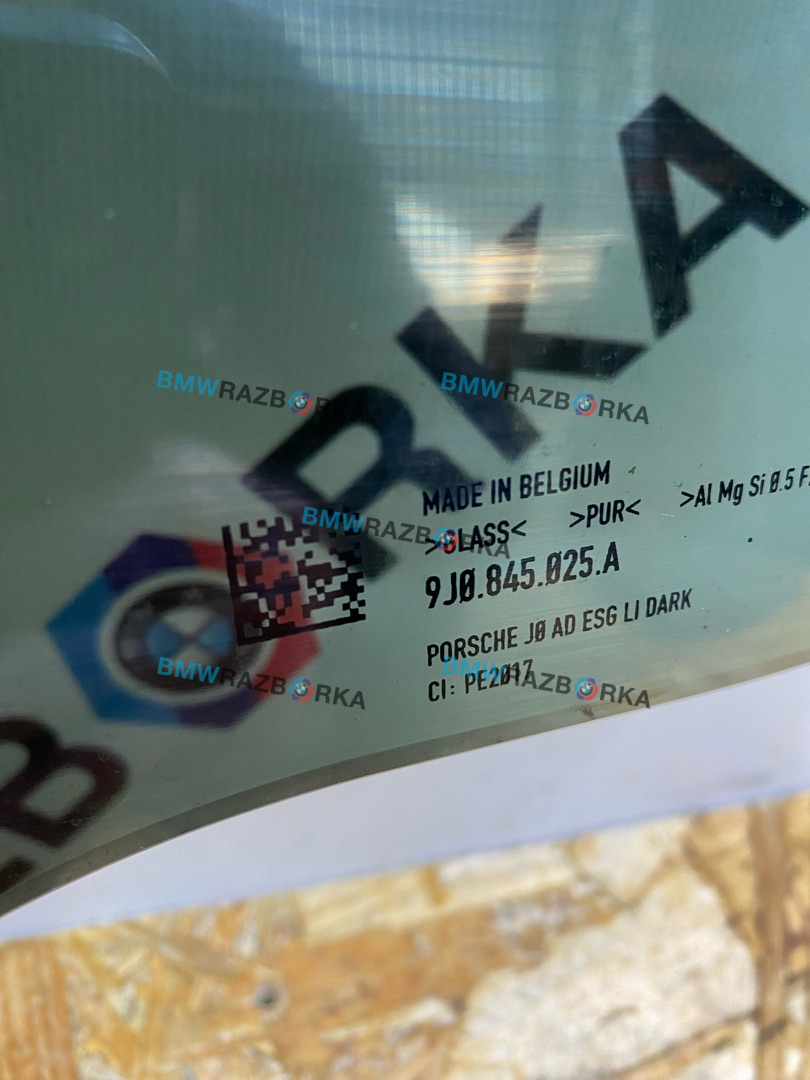 BMWRAZBORKA
BMWRAZBORKA
BMWRAZBORKA
MADE IN BELGIUM
>GLASS< >PUR< >Al Mg Si 0.5 F
9J0.845.025.A
PORSCHE J0 AD ESG LI DARK
CI: PE2017
BMWRAZBORKA
BMWRAZBORKA
ZBORKA